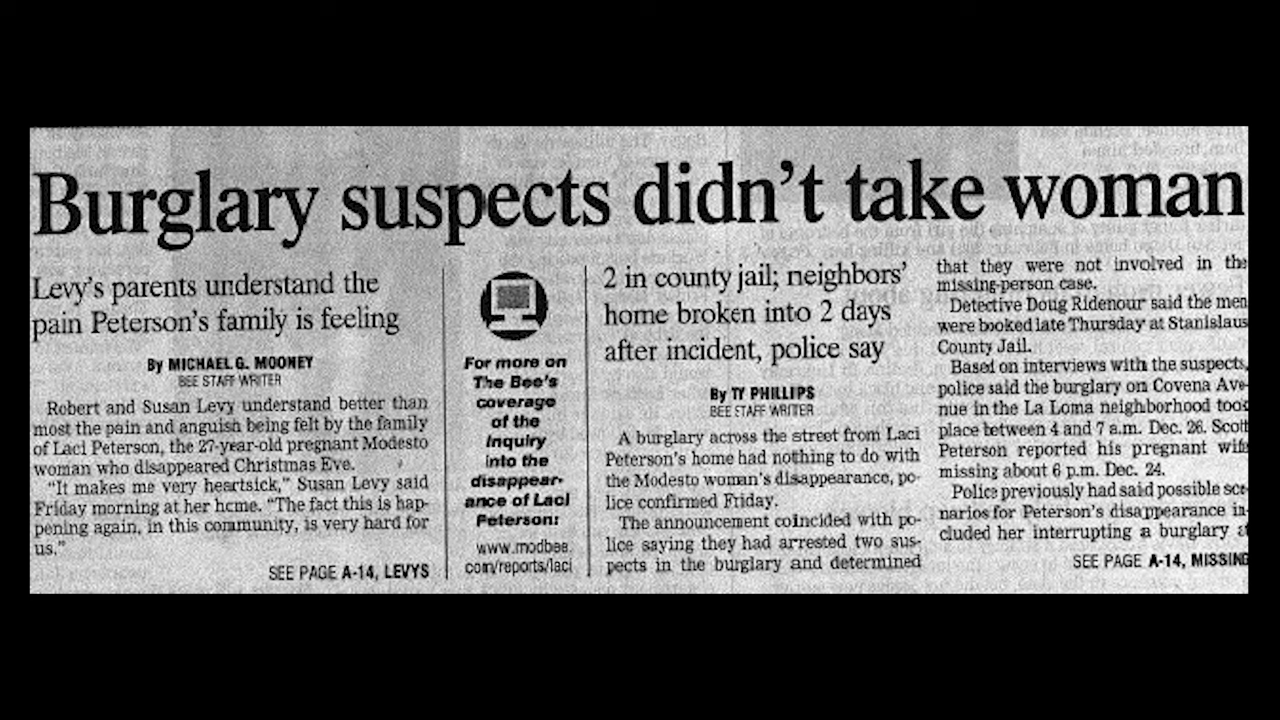 Burglary suspects didn't take woman
Levy's parents understand the
pain Peterson's family is feeling
By MICHAEL G. MOONEY
BEE STAFF WRITER
Robert and Susan Levy understand better than
most the pain and anguish being felt by the family
of Laci Peterson, the 27-year-old pregnant Modesto
woman who disappeared Christmas Eve.
"It makes me very heartsick," Susan Levy said
Friday morning at her home. "The fact this is hap-
pening again, in this community, is very hard for
us."
SEE PAGE A-14, LEVYS
For more on
The Bee's
coverage
of the
inquiry
into the
disappear-
ance of Laci
Peterson:
www.modbee.
com/reports/laci
2 in county jail; neighbors'
home broken into 2 days
after incident, police say
By TY PHILLIPS
BEE STAFF WRITER
A burglary across the street from Laci
Peterson's home had nothing to do with
the Modesto woman's disappearance, po-
lice confirmed Friday.
The announcement coincided with po-
lice saying they had arrested two sus-
pects in the burglary and determined
that they were not involved in the
missing-person case.
Detective Doug Ridenour said the men
were booked late Thursday at Stanislaus
County Jail.
Based on interviews with the suspects,
police said the burglary on Covena Ave-
nue in the La Loma neighborhood took
place between 4 and 7 a.m. Dec. 26. Scott
Peterson reported his pregnant wife
missing about 6 p.m. Dec. 24.
Police previously had said possible sce-
narios for Peterson's disappearance in-
cluded her interrupting a burglary at
SEE PAGE A-14, MISSING